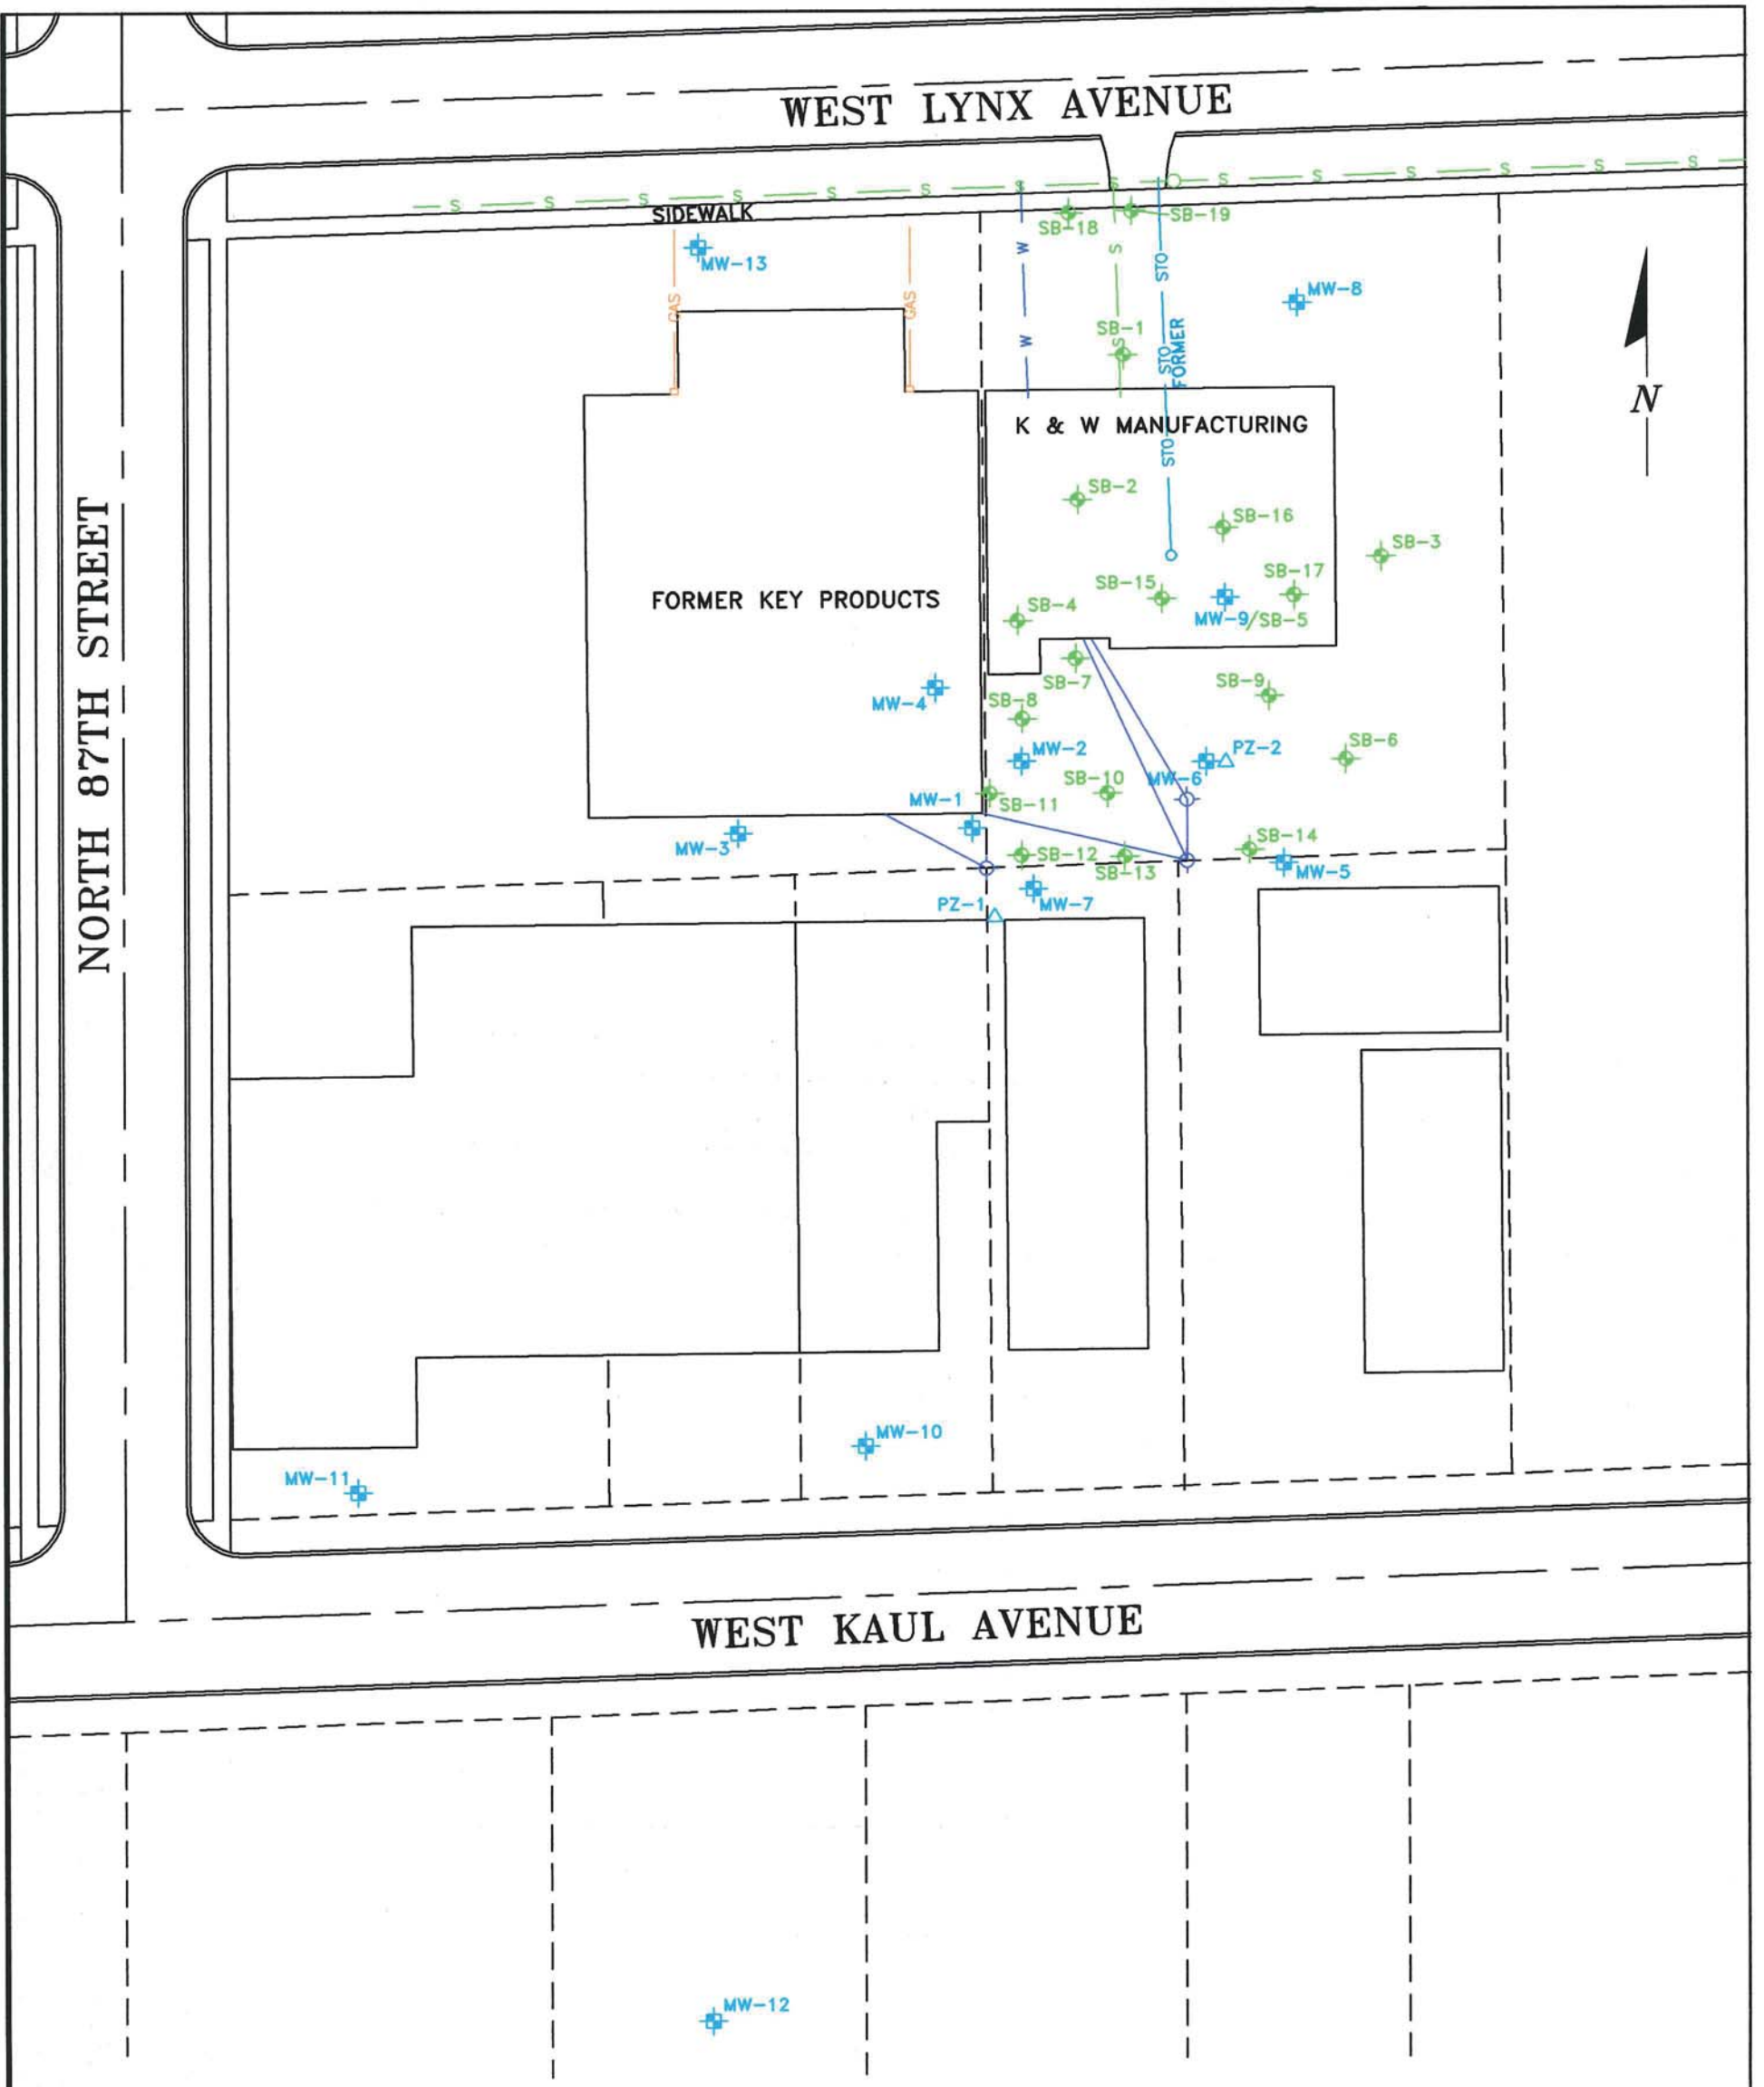 WEST LYNX AVENUE
S S S S S S S S S S S S S S
SIDEWALK
SB-18
SB-19
MW-13
W
S
STO
MW-8
GAS
GAS
SB-1
W
S
STO
FORMER
N
K & W MANUFACTURING
STO
SB-2
SB-16
SB-3
NORTH 87TH STREET
FORMER KEY PRODUCTS
SB-15
SB-17
SB-4
MW-9/SB-5
SB-7
SB-9
MW-4
SB-8
MW-2
PZ-2
SB-6
SB-10
MW-6
MW-1
SB-11
MW-3
SB-12
SB-13
SB-14
MW-5
PZ-1
MW-7
MW-10
MW-11
WEST KAUL AVENUE
MW-12